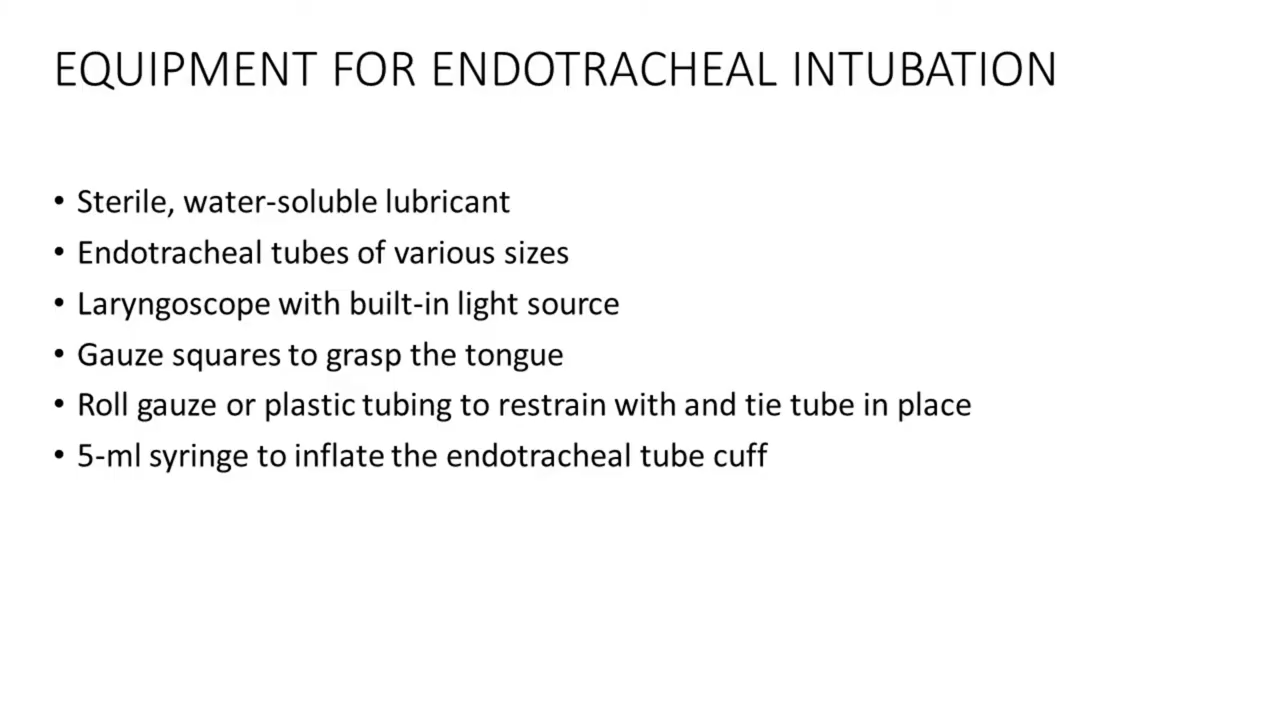 EQUIPMENT FOR ENDOTRACHEAL INTUBATION
• Sterile, water-soluble lubricant
• Endotracheal tubes of various sizes
• Laryngoscope with built-in light source
• Gauze squares to grasp the tongue
• Roll gauze or plastic tubing to restrain with and tie tube in place
• 5-ml syringe to inflate the endotracheal tube cuff